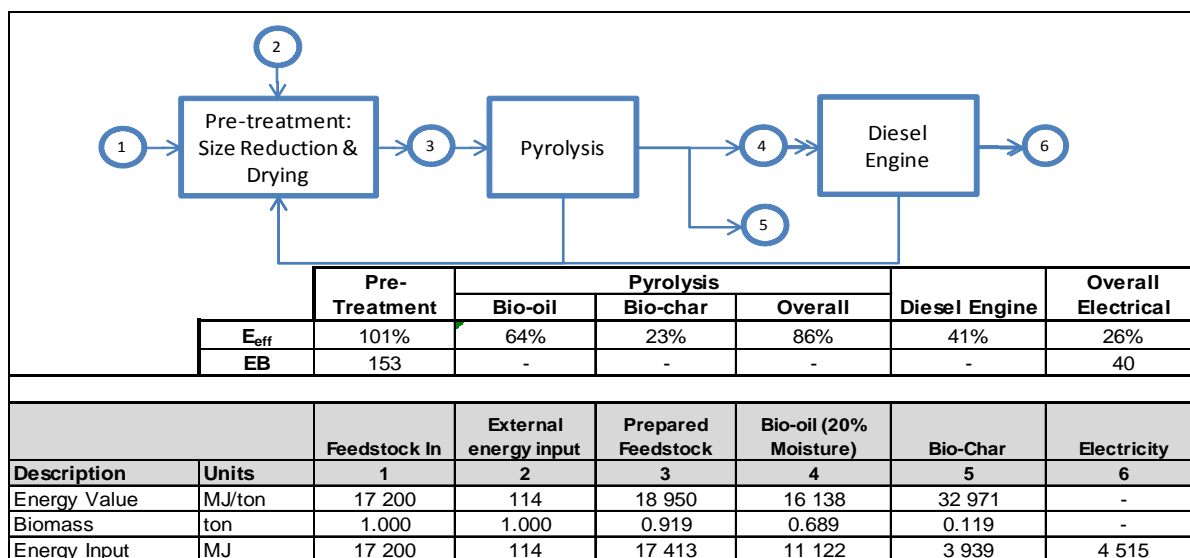 2
1
Pre-treatment:
Size Reduction &
Drying
3
Pyrolysis
4
Diesel
Engine
6
5
Pre-Treatment Pyrolysis Diesel Engine Overall Electrical
Bio-oil Bio-char Overall
Eeff 101% 64% 23% 86% 41% 26%
EB 153 - - - - 40
Feedstock In External energy input Prepared Feedstock Bio-oil (20% Moisture) Bio-Char Electricity
Description Units 1 2 3 4 5 6
Energy Value MJ/ton 17 200 114 18 950 16 138 32 971 -
Biomass ton 1.000 1.000 0.919 0.689 0.119 -
Energy Input MJ 17 200 114 17 413 11 122 3 939 4 515